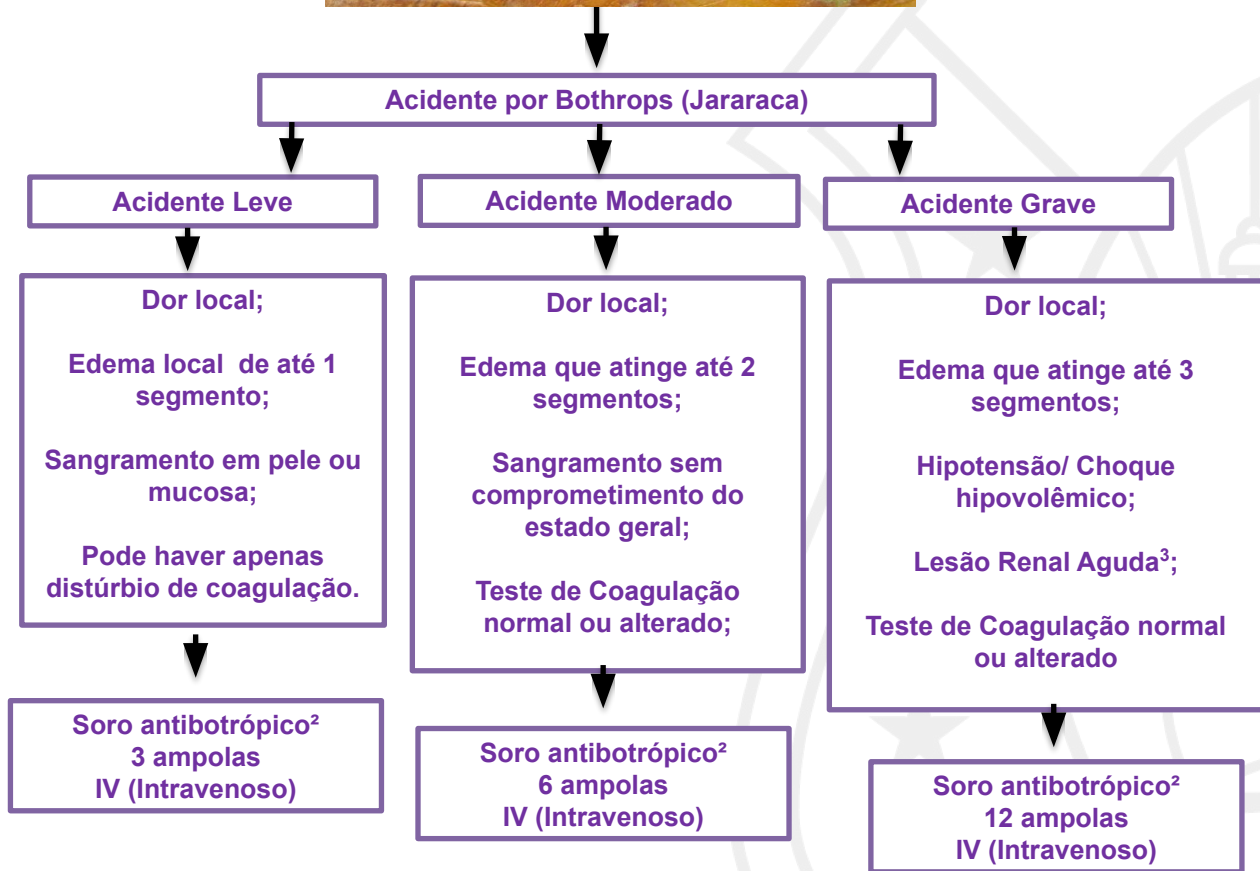 Acidente por Bothrops (Jararaca)
Acidente Leve
Dor local;
Edema local de até 1
segmento;
Sangramento em pele ou
mucosa;
Pode haver apenas
distúrbio de coagulação.
Soro antibotrópico²
3 ampolas
IV (Intravenoso)
Acidente Moderado
Dor local;
Edema que atinge até 2
segmentos;
Sangramento sem
comprometimento do
estado geral;
Teste de Coagulação
normal ou alterado;
Soro antibotrópico²
6 ampolas
IV (Intravenoso)
Acidente Grave
Dor local;
Edema que atinge até 3
segmentos;
Hipotensão/ Choque
hipovolêmico;
Lesão Renal Aguda³;
Teste de Coagulação normal
ou alterado
Soro antibotrópico²
12 ampolas
IV (Intravenoso)